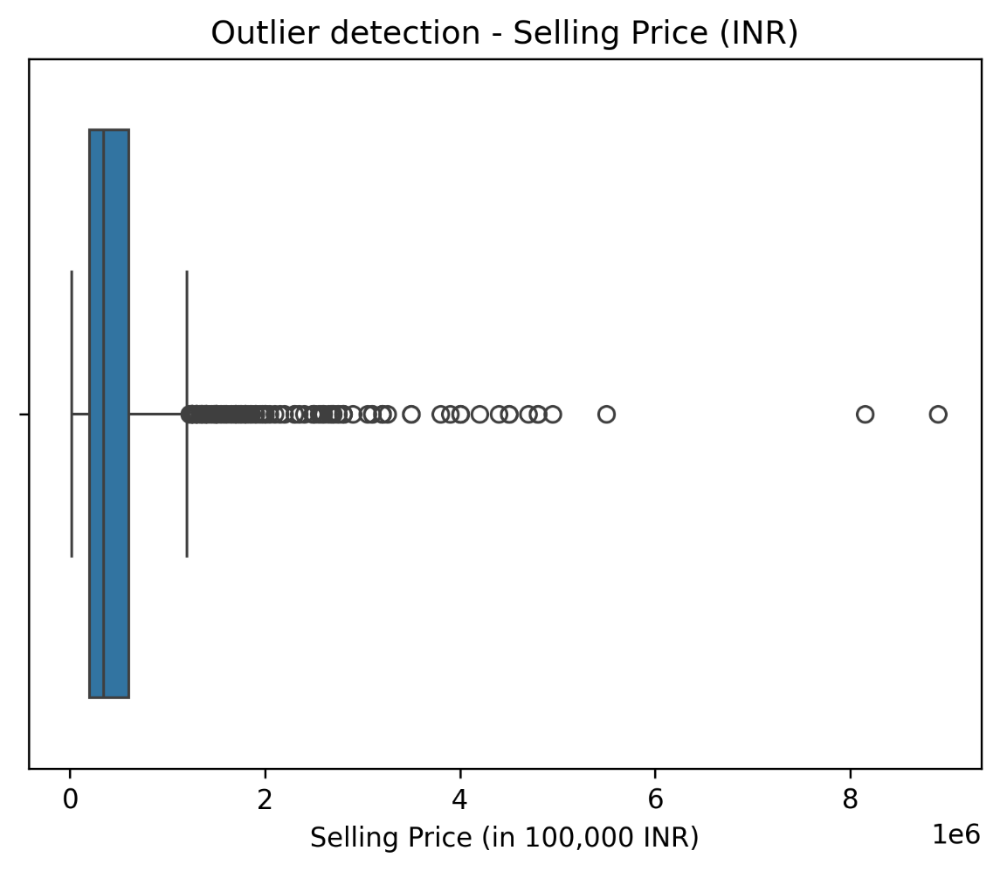 Outlier detection - Selling Price (INR)
0 2 4 6 8
Selling Price (in 100,000 INR)
1e6